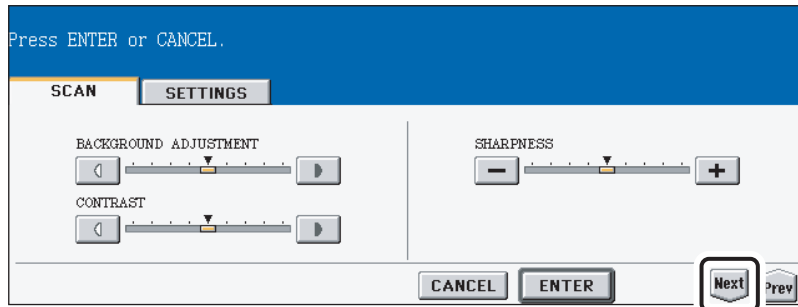 Press ENTER or CANCEL.
SCAN
SETTINGS
BACKGROUND ADJUSTMENT
CONTRAST
SHARPNESS
CANCEL
ENTER
Next
Prev